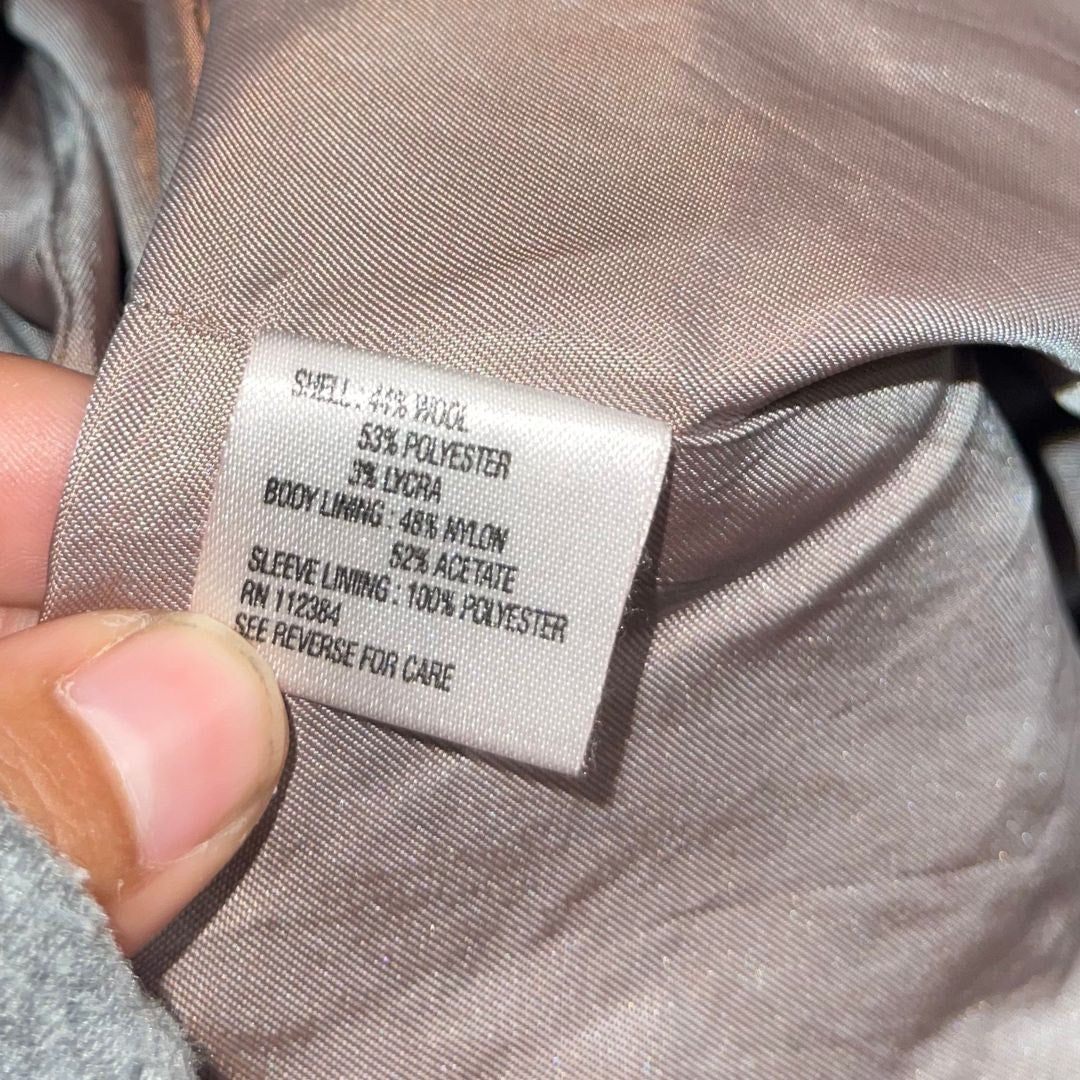 SHELL : 44% WOOL
53% POLYESTER
3% LYCRA
BODY LINING : 48% NYLON
52% ACETATE
SLEEVE LINIING : 100% POLYESTER
RN 112384
SEE REVERSE FOR CARE